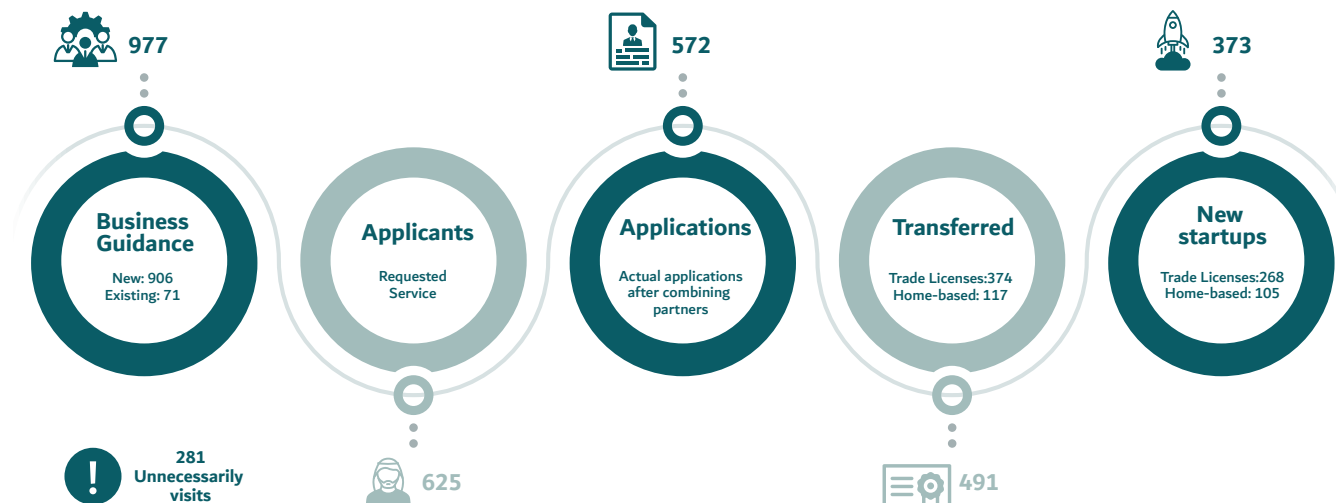 977
Business
Guidance
New: 906
Existing: 71
281
Unnecessarily
visits
Applicants
Requested
Service
625
572
Applications
Actual applications
after combining
partners
Transferred
Trade Licenses:374
Home-based: 117
491
373
New
startups
Trade Licenses:268
Home-based: 105